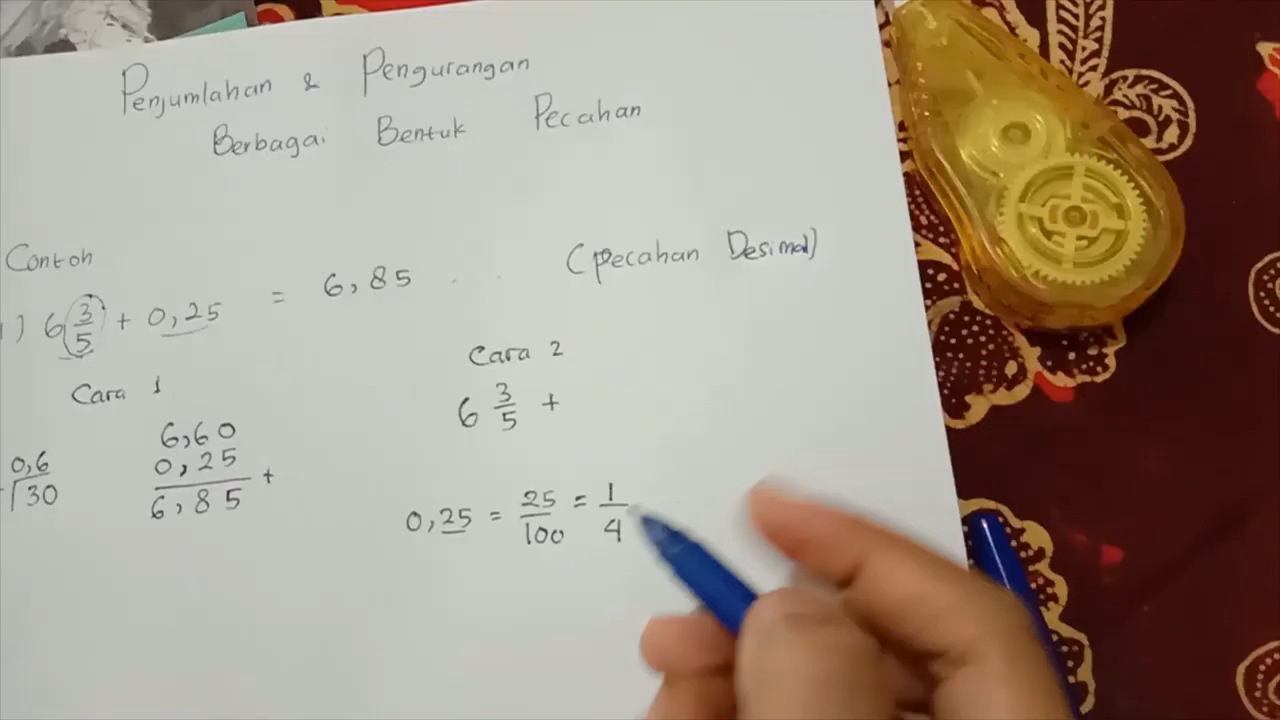 Penjumlahan & Pengurangan
Berbagai Bentuk Pecahan
Contoh
1) 6 3/5 + 0,25 = 6,85
(Pecahan Desimal)
Cara 1
0,6
30
6,60
0,25 +
6,85
Cara 2
6 3/5 +
0,25 = 25/100 = 1/4